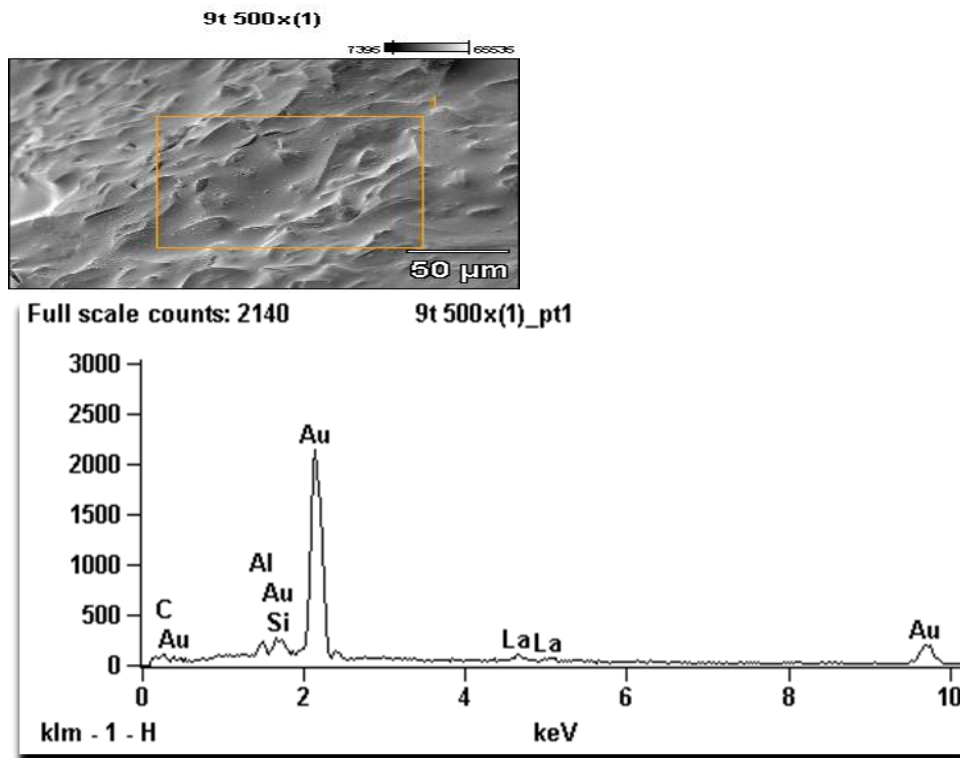 9t 500x(1)
7395 65535
1
50 µm
Full scale counts: 2140 9t 500x(1)_pt1
3000
2500
2000
1500
1000
500
0
Au
Al
Au
Si
C
Au
La La
Au
0 2 4 6 8 10
klm - 1 - H keV